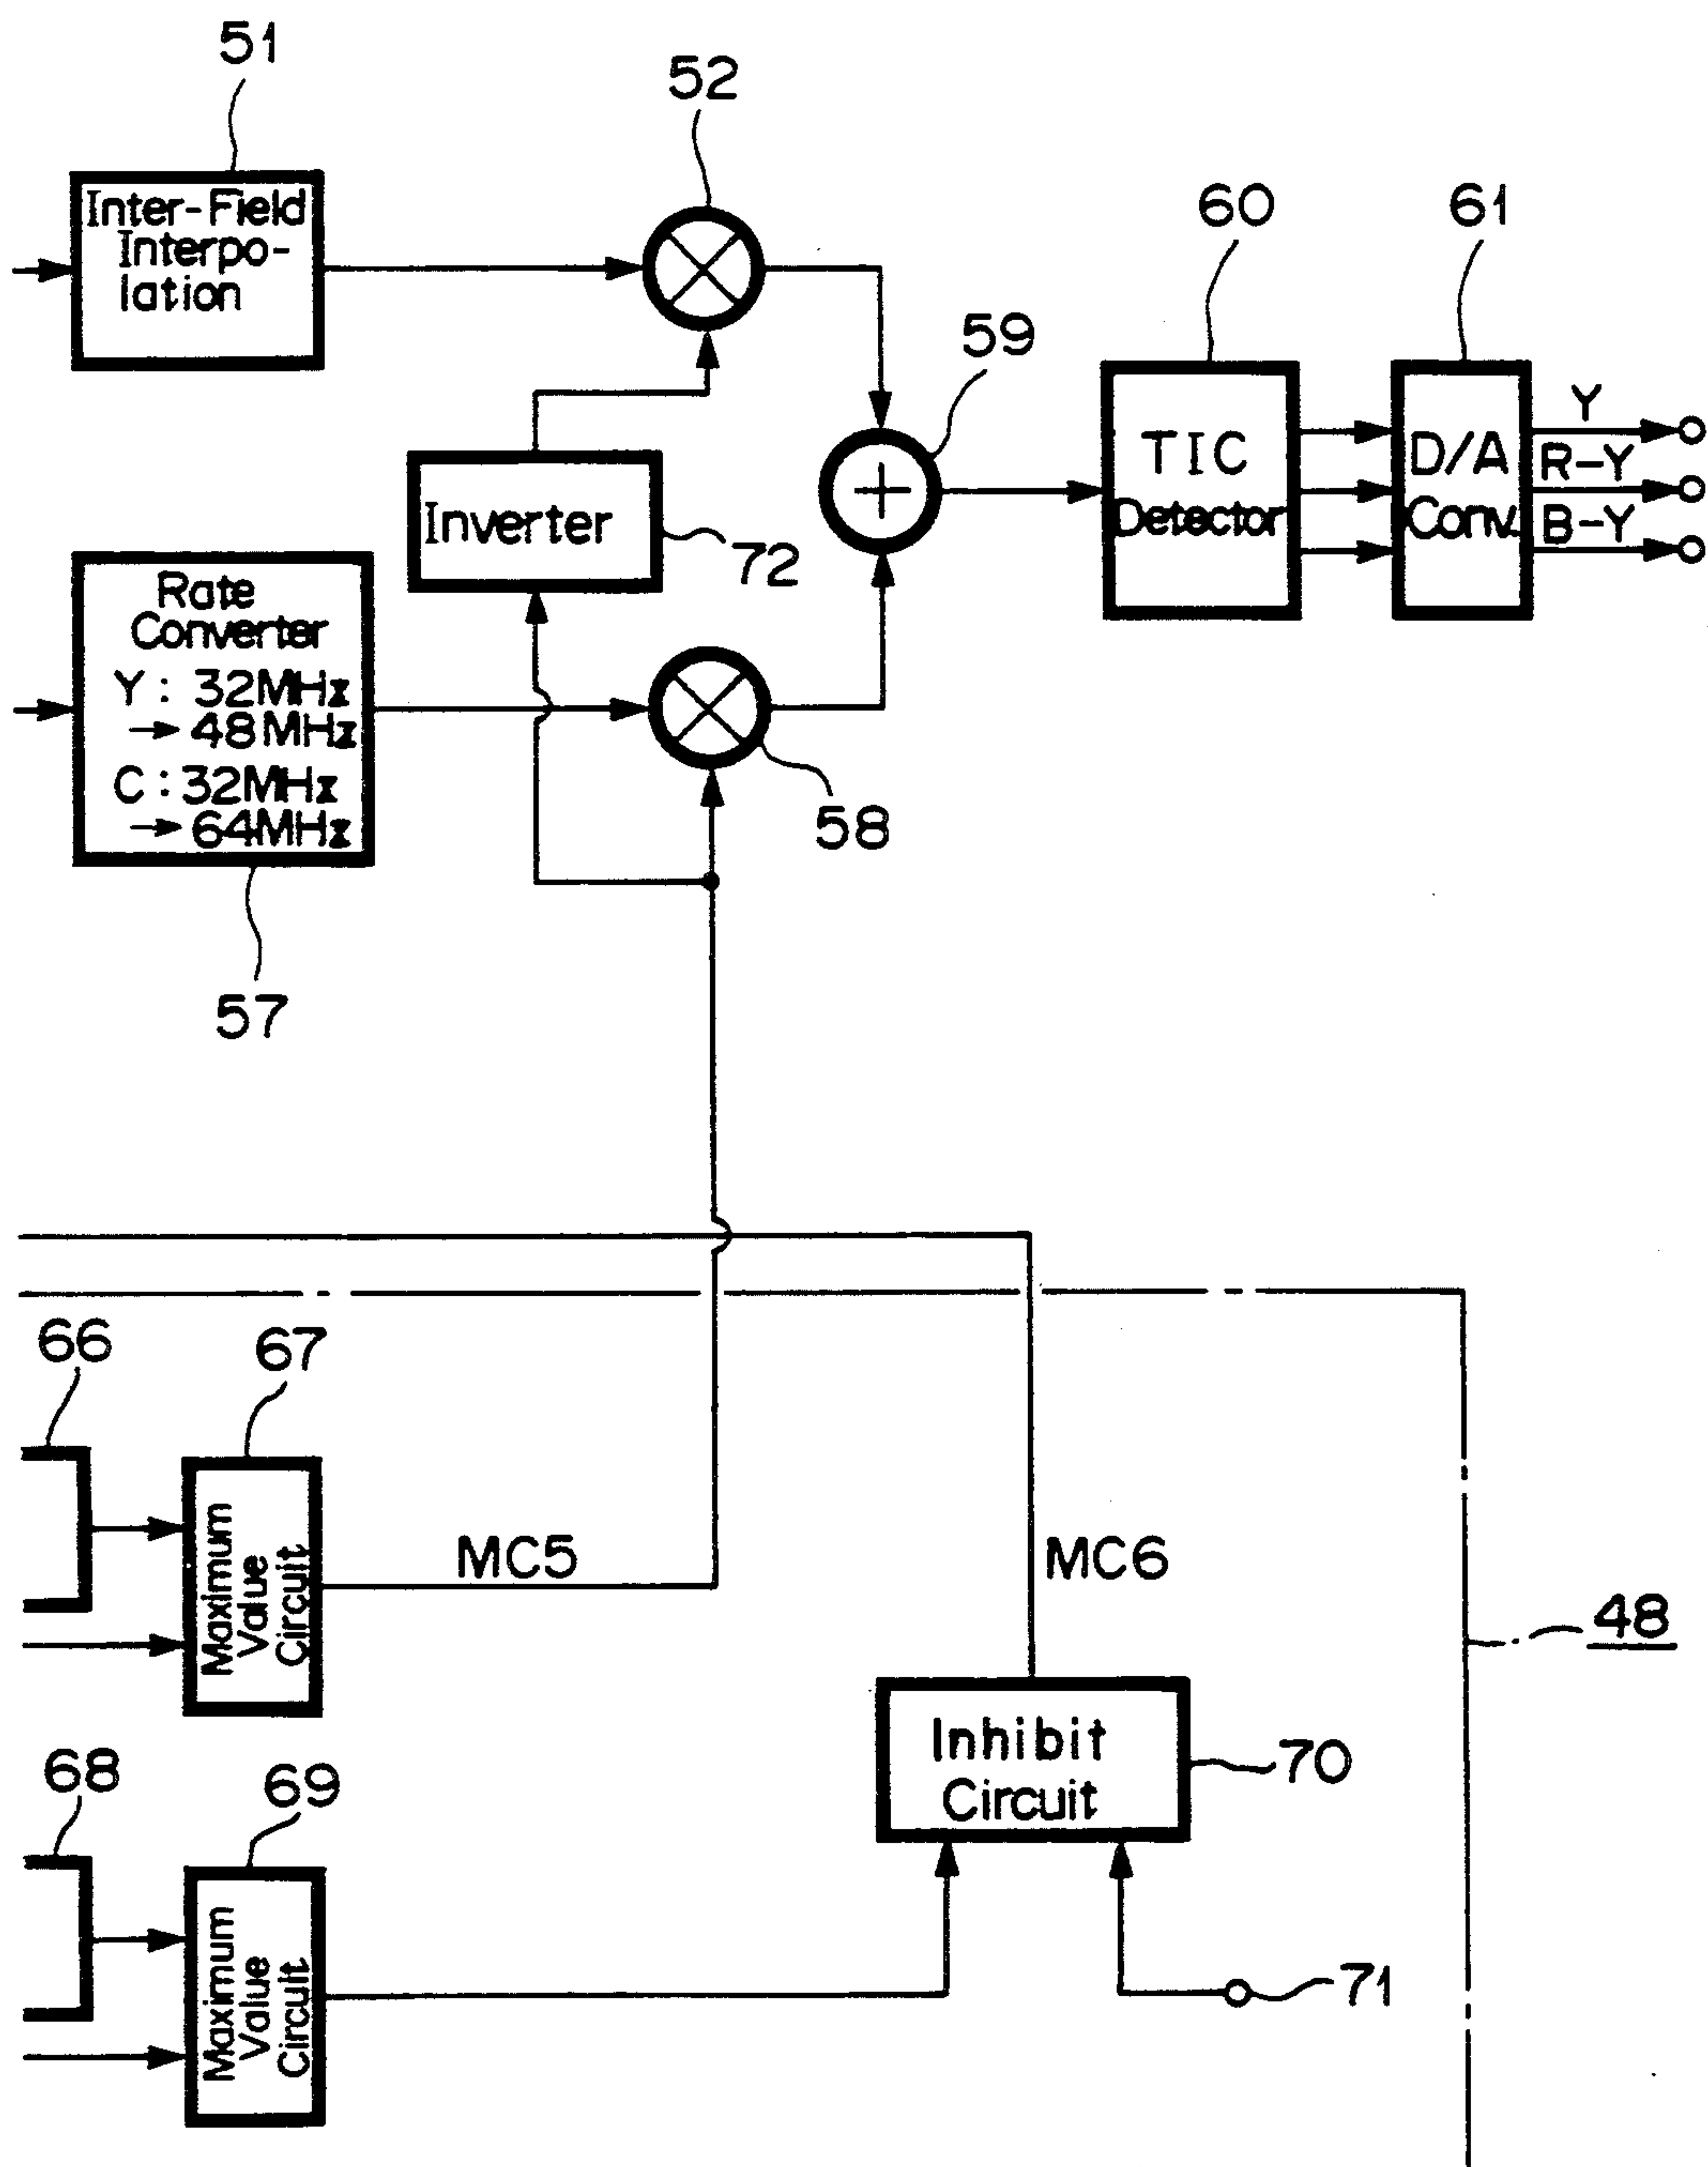 51
52
Inter-Field
Interpo-
lation
60
61
59
TIC
Detector
D/A
Conv.
Y
R-Y
B-Y
Inverter
72
Rate
Converter
Y : 32MHz
→ 48MHz
C : 32MHz
→ 64MHz
58
57
66
67
Maximum
Value
Circuit
MC5
MC6
48
Inhibit
Circuit
70
68
69
Maximum
Value
Circuit
71